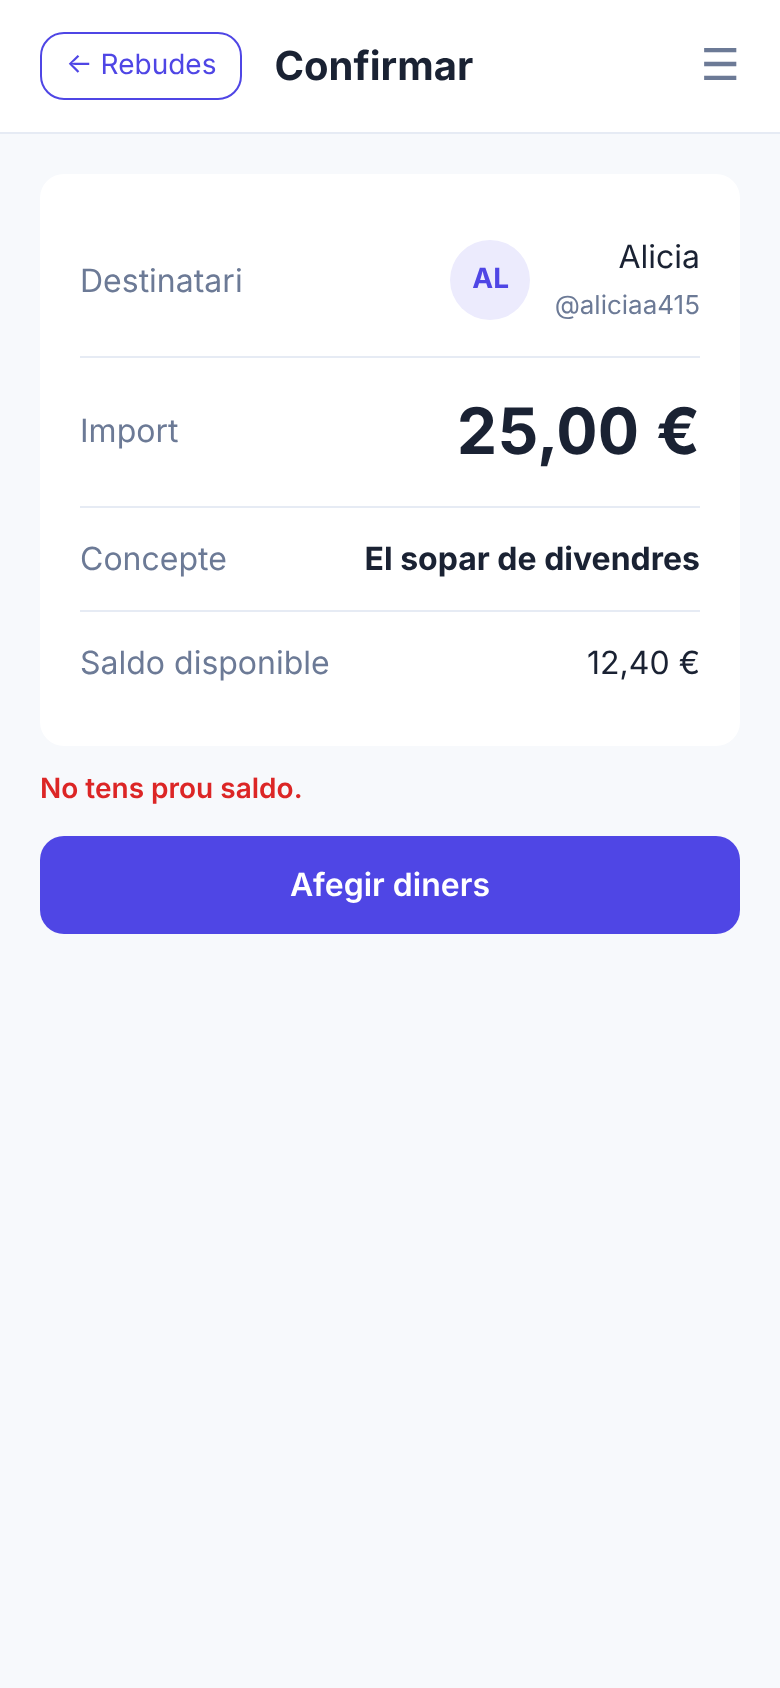 ← Rebudes
Confirmar
☰
Destinatari
AL
Alicia
@aliciaa415
Import
25,00 €
Concepte
El sopar de divendres
Saldo disponible
12,40 €
No tens prou saldo.
Afegir diners